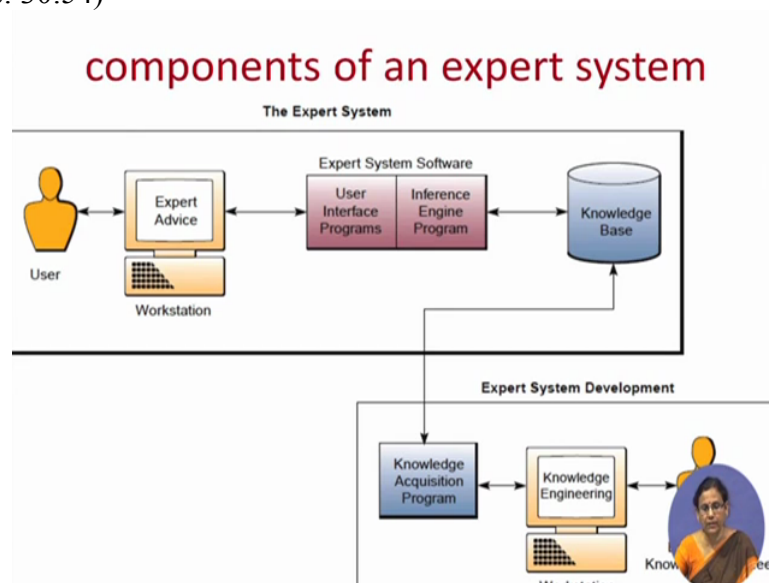 components of an expert system
The Expert System
Expert System Software
Expert
Advice
User
Interface
Programs
Inference
Engine
Program
Knowledge
Base
User
Workstation
Expert System Development
Knowledge
Acquisition
Program
Knowledge
Engineering